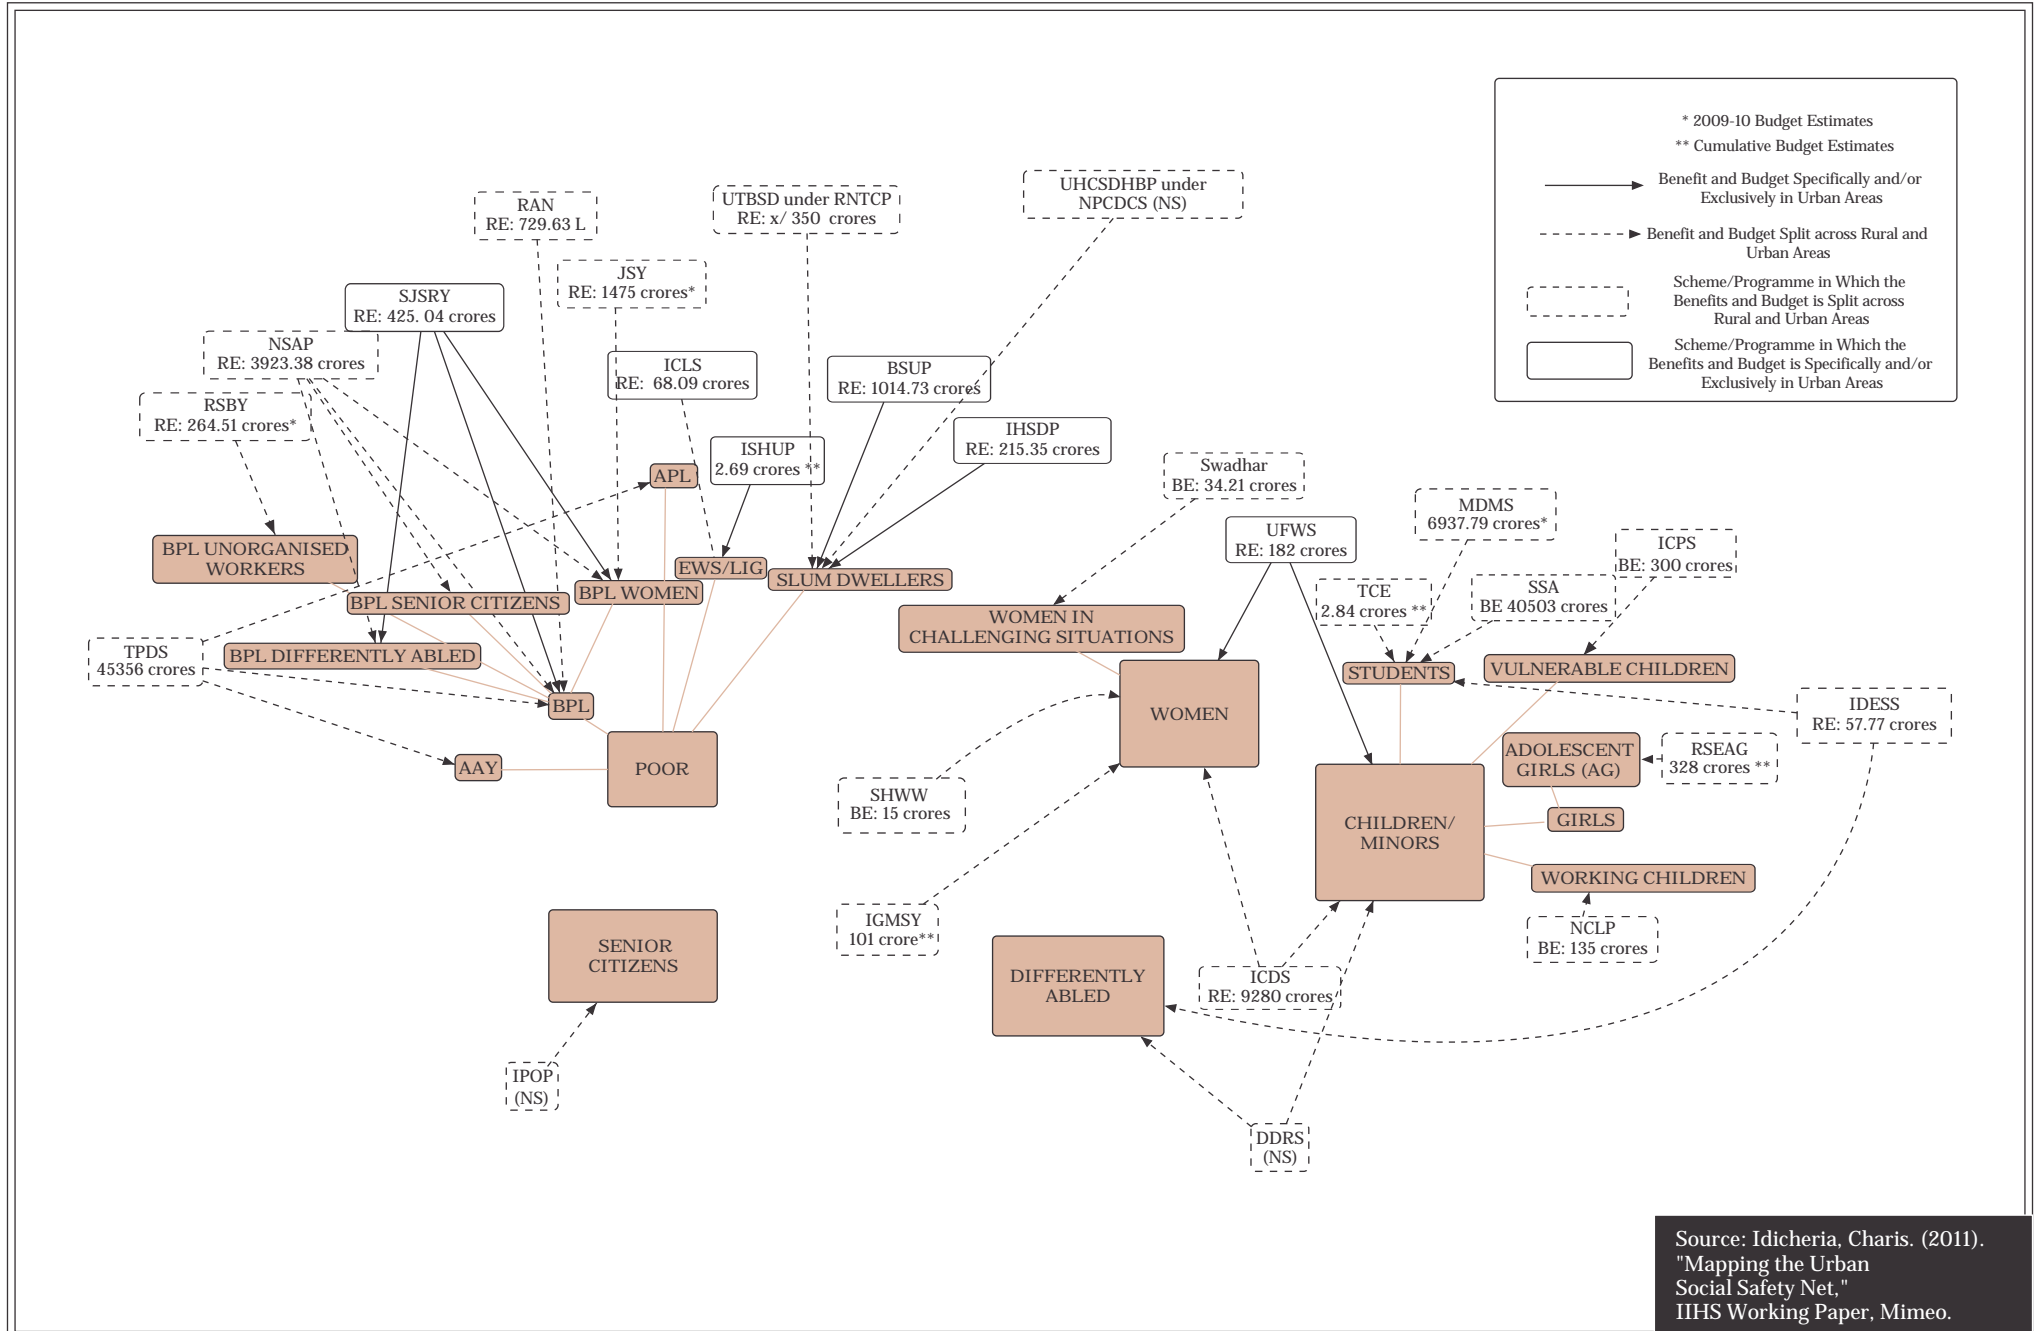 * 2009-10 Budget Estimates
** Cumulative Budget Estimates
Benefit and Budget Specifically and/or
Exclusively in Urban Areas
Benefit and Budget Split across Rural and
Urban Areas
Scheme/Programme in Which the
Benefits and Budget is Split across
Rural and Urban Areas
Scheme/Programme in Which the
Benefits and Budget is Specifically and/or
Exclusively in Urban Areas
UHCSDHBP under
NPCDCS (NS)
UTBSD under RNTCP
RE: x/ 350 crores
RAN
RE: 729.63 L
JSY
RE: 1475 crores*
SJSRY
RE: 425. 04 crores
NSAP
RE: 3923.38 crores
RSBY
RE: 264.51 crores*
ICLS
RE: 68.09 crores
BSUP
RE: 1014.73 crores
IHSDP
RE: 215.35 crores
ISHUP
2.69 crores **
APL
Swadhar
BE: 34.21 crores
MDMS
6937.79 crores*
UFWS
RE: 182 crores
ICPS
BE: 300 crores
BPL UNORGANISED
WORKERS
EWS/LIG
SLUM DWELLERS
BPL WOMEN
BPL SENIOR CITIZENS
TCE
2.84 crores **
SSA
BE 40503 crores
WOMEN IN
CHALLENGING SITUATIONS
TPDS
45356 crores
BPL DIFFERENTLY ABLED
STUDENTS
VULNERABLE CHILDREN
BPL
WOMEN
IDESS
RE: 57.77 crores
AAY
POOR
ADOLESCENT
GIRLS (AG)
RSEAG
328 crores **
SHWW
BE: 15 crores
CHILDREN/
MINORS
GIRLS
WORKING CHILDREN
IGMSY
101 crore**
NCLP
BE: 135 crores
SENIOR
CITIZENS
DIFFERENTLY
ABLED
ICDS
RE: 9280 crores
IPOP
(NS)
DDRS
(NS)
Source: Idicheria, Charis. (2011).
"Mapping the Urban
Social Safety Net,"
IIHS Working Paper, Mimeo.